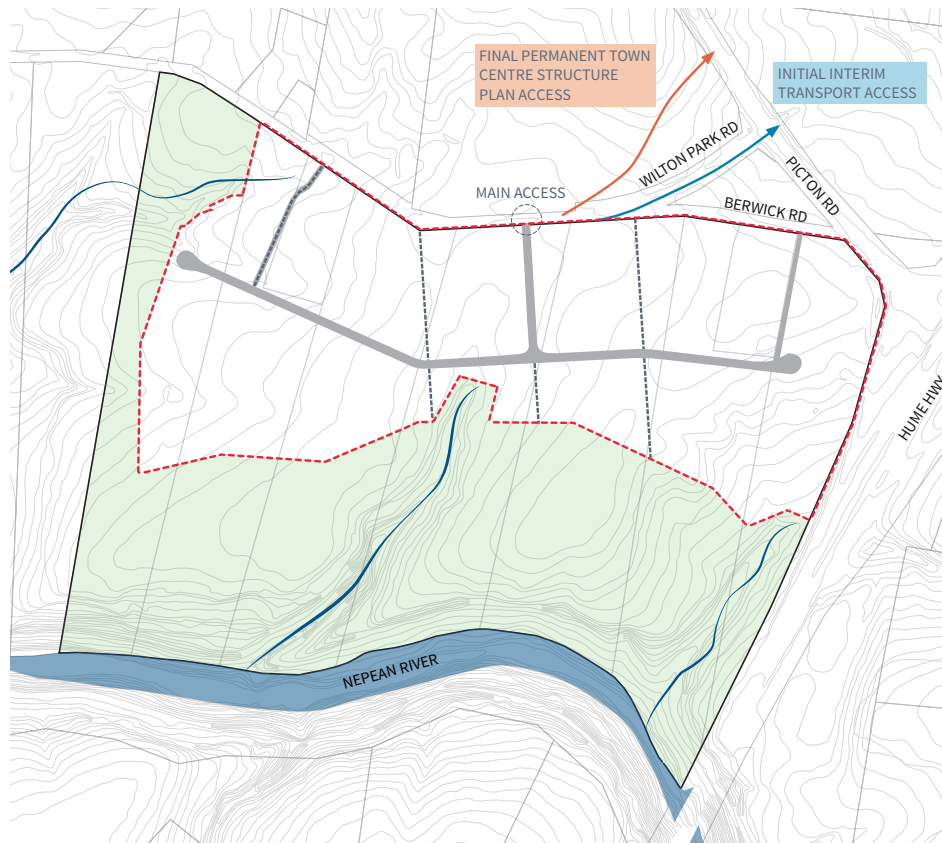 FINAL PERMANENT TOWN
CENTRE STRUCTURE
PLAN ACCESS
INITIAL INTERIM
TRANSPORT ACCESS
WILTON PARK RD
PICTON RD
MAIN ACCESS
BERWICK RD
HUME HWY
NEPEAN RIVER